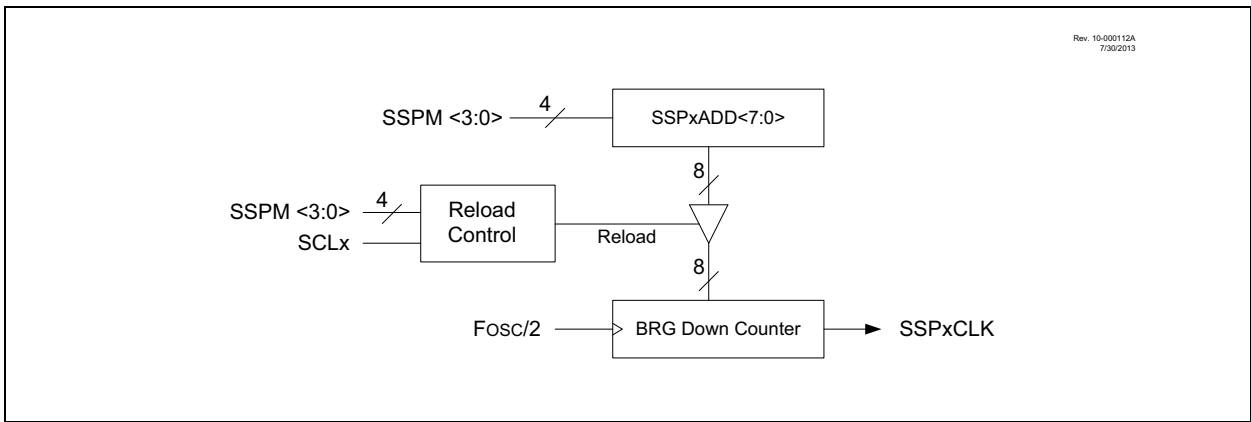 Rev. 10-000112A
7/30/2013
SSPM <3:0>
4
SSPxADD<7:0>
8
SSPM <3:0>
4
SCLx
Reload
Control
Reload
8
FOSC/2
BRG Down Counter
SSPxCLK